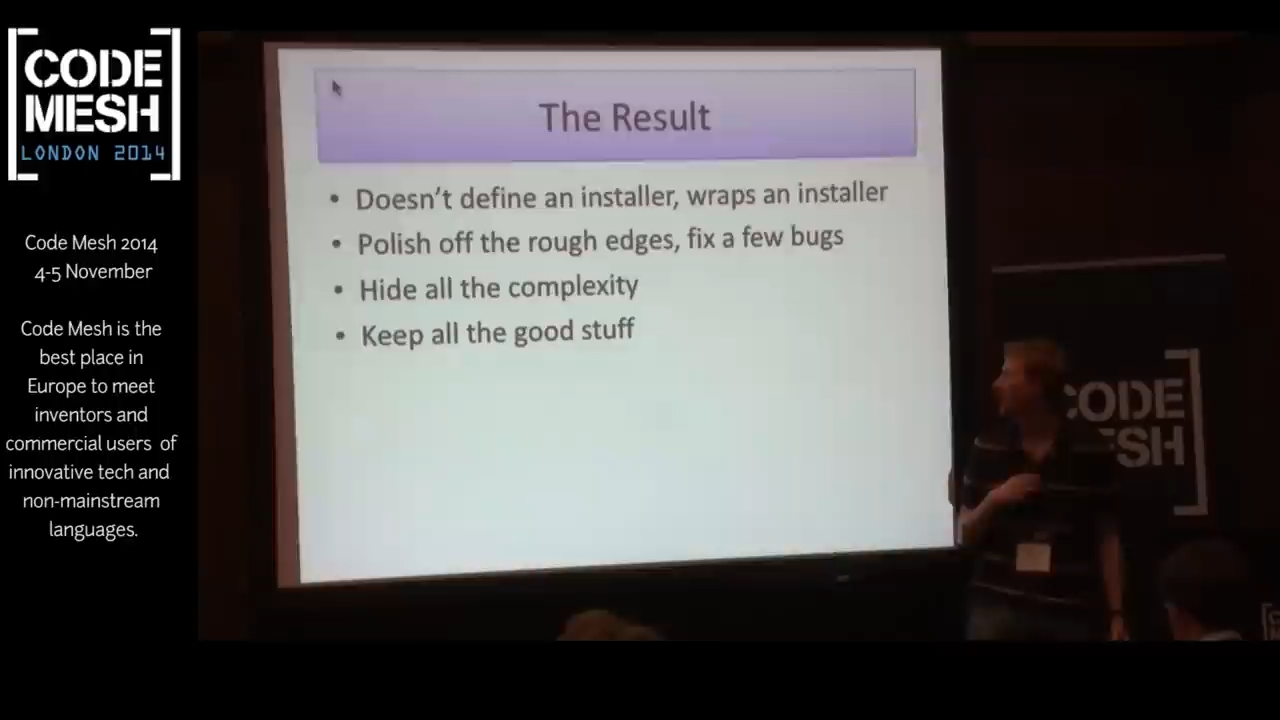 CODE
MESH
LONDON 2014
Code Mesh 2014
4-5 November
Code Mesh is the
best place in
Europe to meet
inventors and
commercial users of
innovative tech and
non-mainstream
languages.
The Result
• Doesn't define an installer, wraps an installer
• Polish off the rough edges, fix a few bugs
• Hide all the complexity
• Keep all the good stuff
CODE
MESH